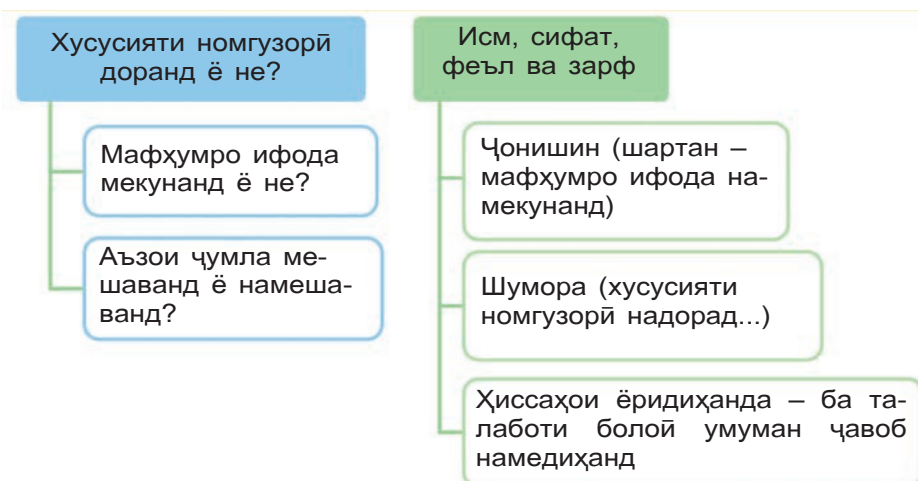 Хусусияти номгузорӣ
доранд ё не?
Мафҳумро ифода
мекунанд ё не?
Аъзои ҷумла ме-
шаванд ё намеша-
ванд?
Исм, сифат,
феъл ва зарф
Ҷонишин (шартан –
мафҳумро ифода на-
мекунанд)
Шумора (хусусияти
номгузорӣ надорад...)
Ҳиссаҳои ёридиҳанда – ба та-
лаботи болоӣ умуман ҷавоб
намедиҳанд